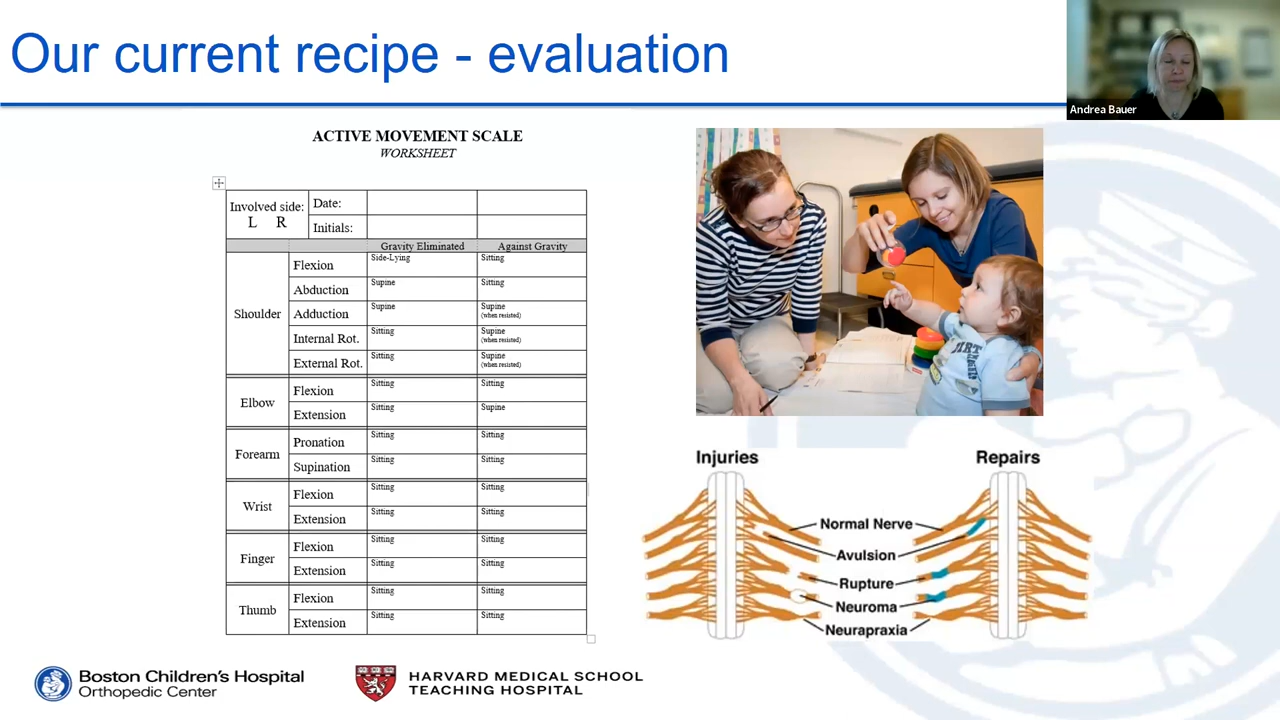 Our current recipe - evaluation
Andrea Bauer
ACTIVE MOVEMENT SCALE
WORKSHEET
Involved side:
L R
Date:
Initials:
Gravity Eliminated Against Gravity
Shoulder
Flexion Side-Lying Sitting
Abduction Supine Sitting
Adduction Supine Supine
(when resisted)
Internal Rot. Sitting Supine
(when resisted)
External Rot. Sitting Supine
(when resisted)
Elbow
Flexion Sitting Sitting
Extension Sitting Supine
Forearm
Pronation Sitting Sitting
Supination Sitting Sitting
Wrist
Flexion Sitting Sitting
Extension Sitting Sitting
Finger
Flexion Sitting Sitting
Extension Sitting Sitting
Thumb
Flexion Sitting Sitting
Extension Sitting Sitting
Injuries Repairs
Normal Nerve
Avulsion
Rupture
Neuroma
Neurapraxia
Boston Children's Hospital
Orthopedic Center
HARVARD MEDICAL SCHOOL
TEACHING HOSPITAL